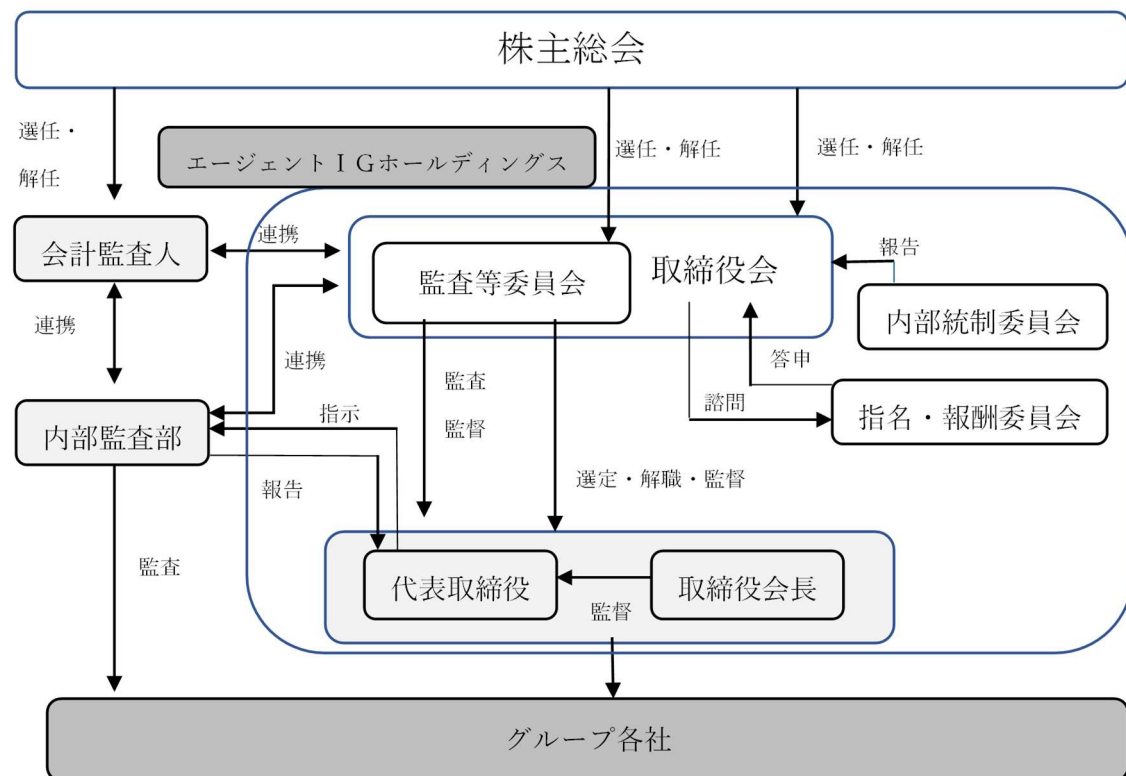 株主総会
選任・
解任
エージェントＩＧホールディングス
選任・解任
選任・解任
会計監査人
連携
監査等委員会
取締役会
報告
内部統制委員会
連携
連携
監査
監督
答申
諮問
指名・報酬委員会
内部監査部
指示
報告
選定・解職・監督
監査
代表取締役
監督
取締役会長
グループ各社